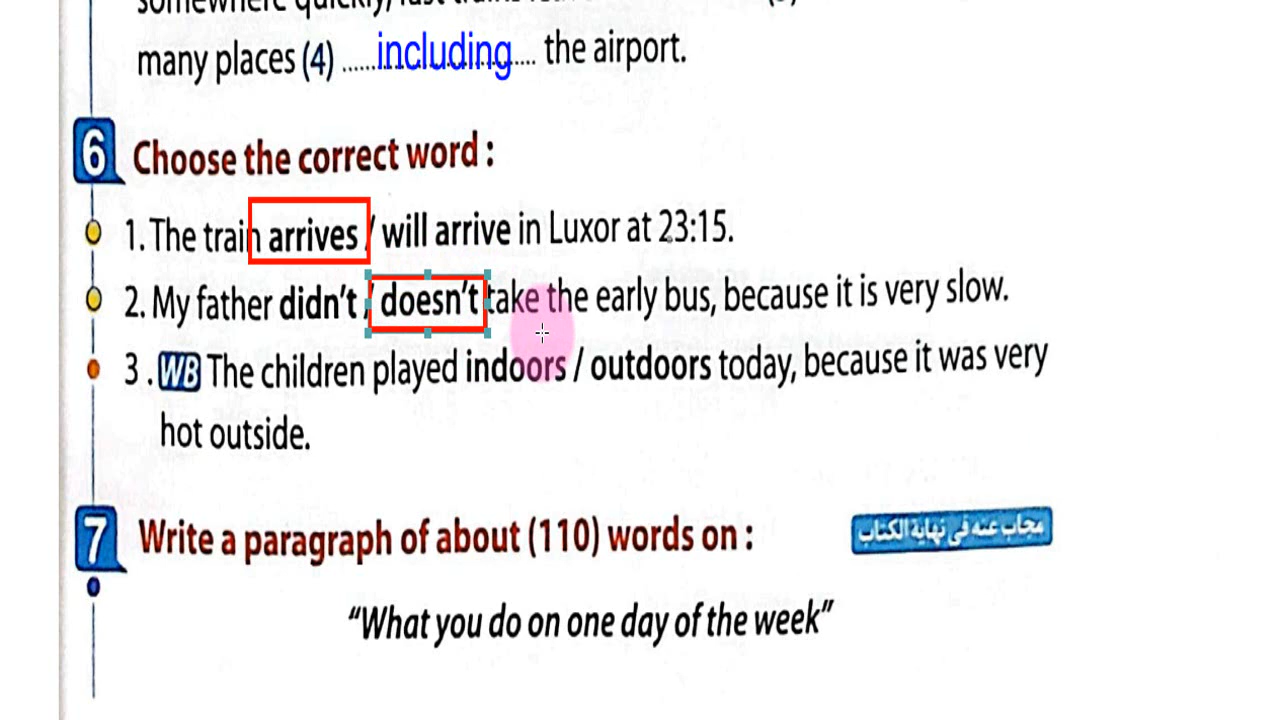 many places (4) ......including.... the airport.
6 Choose the correct word :
1. The train arrives / will arrive in Luxor at 23:15.
2. My father didn't / doesn't take the early bus, because it is very slow.
3 . WB The children played indoors / outdoors today, because it was very
hot outside.
7 Write a paragraph of about (110) words on :
مجاب عنه فى نهاية الكتاب
“What you do on one day of the week”